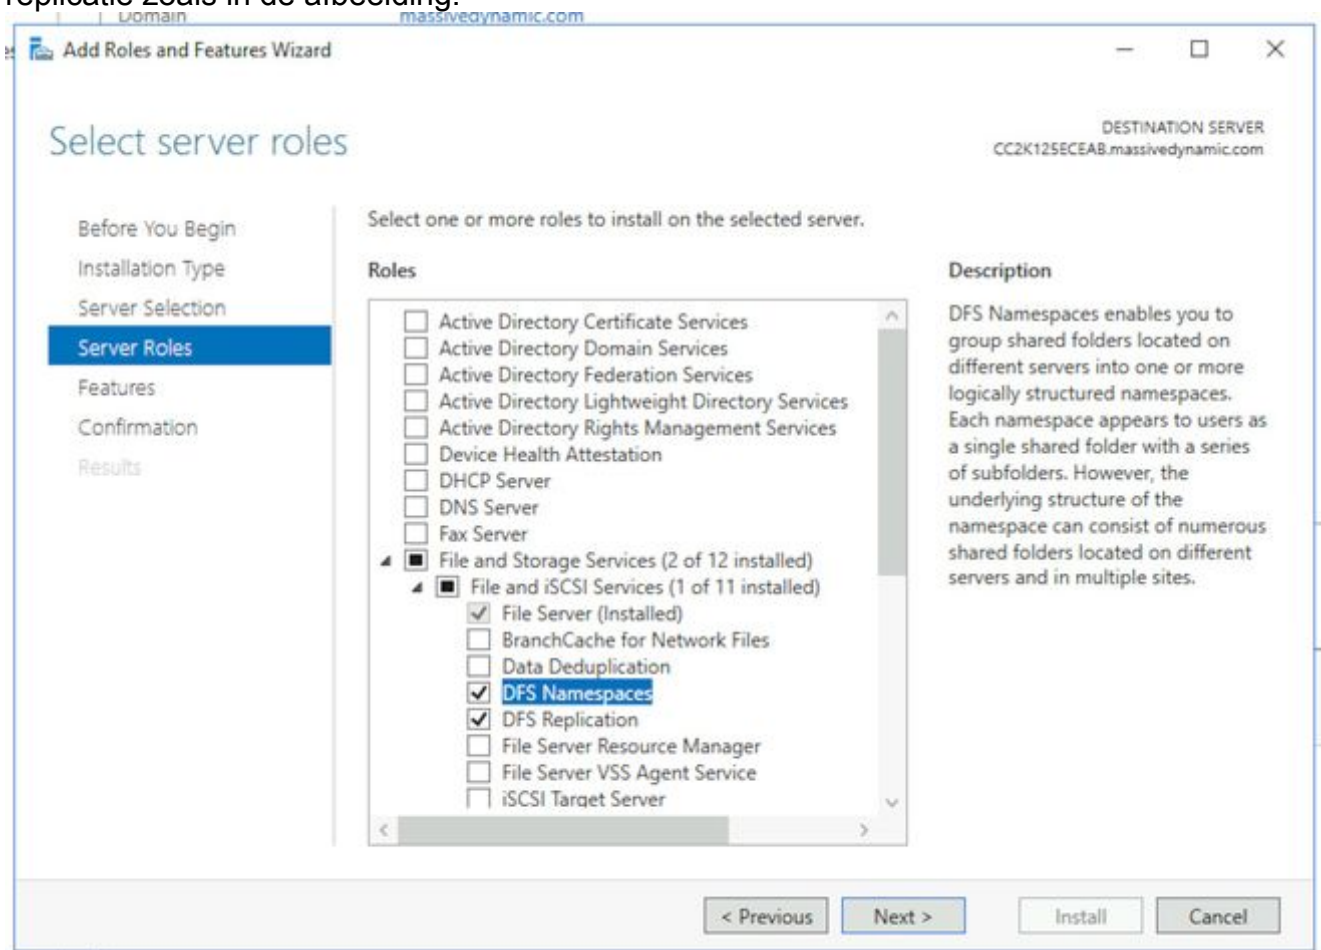 replicatie zoals in de afbeelding.
Domain massivedynamic.com
Add Roles and Features Wizard
Select server roles
DESTINATION SERVER
CC2K125ECEAB.massivedynamic.com
Before You Begin
Installation Type
Server Selection
Server Roles
Features
Confirmation
Results
Select one or more roles to install on the selected server.
Roles
Active Directory Certificate Services
Active Directory Domain Services
Active Directory Federation Services
Active Directory Lightweight Directory Services
Active Directory Rights Management Services
Device Health Attestation
DHCP Server
DNS Server
Fax Server
File and Storage Services (2 of 12 installed)
File and iSCSI Services (1 of 11 installed)
File Server (Installed)
BranchCache for Network Files
Data Deduplication
DFS Namespaces
DFS Replication
File Server Resource Manager
File Server VSS Agent Service
iSCSI Target Server
Description
DFS Namespaces enables you to
group shared folders located on
different servers into one or more
logically structured namespaces.
Each namespace appears to users as
a single shared folder with a series
of subfolders. However, the
underlying structure of the
namespace can consist of numerous
shared folders located on different
servers and in multiple sites.
< Previous
Next >
Install
Cancel